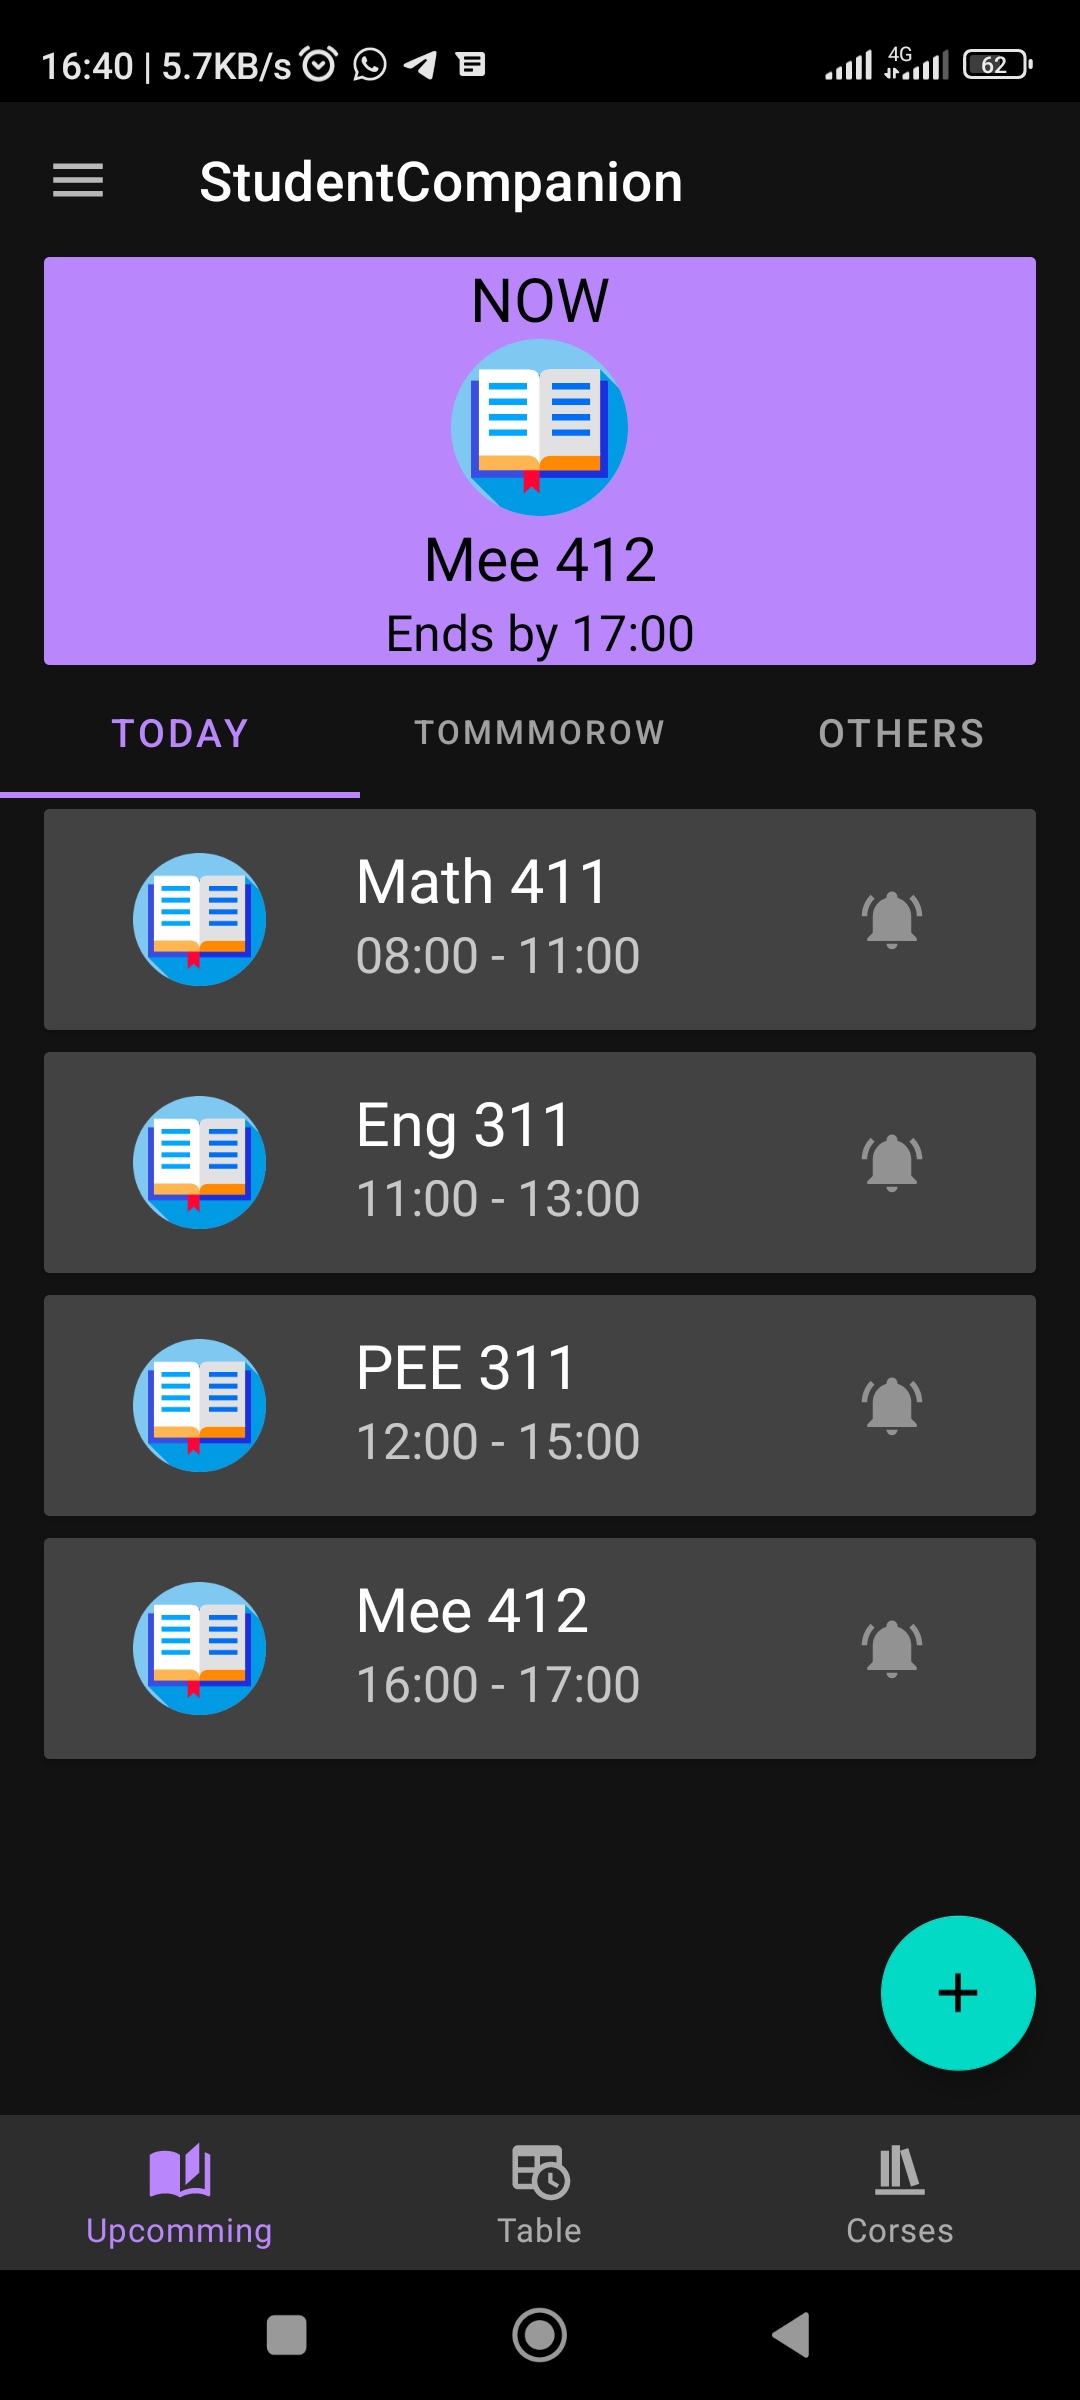 16:40 | 5.7KB/s 4G 62
StudentCompanion
NOW
Mee 412
Ends by 17:00
TODAY TOMMMOROW OTHERS
Math 411
08:00 - 11:00
Eng 311
11:00 - 13:00
PEE 311
12:00 - 15:00
Mee 412
16:00 - 17:00
+
Upcomming Table Corses